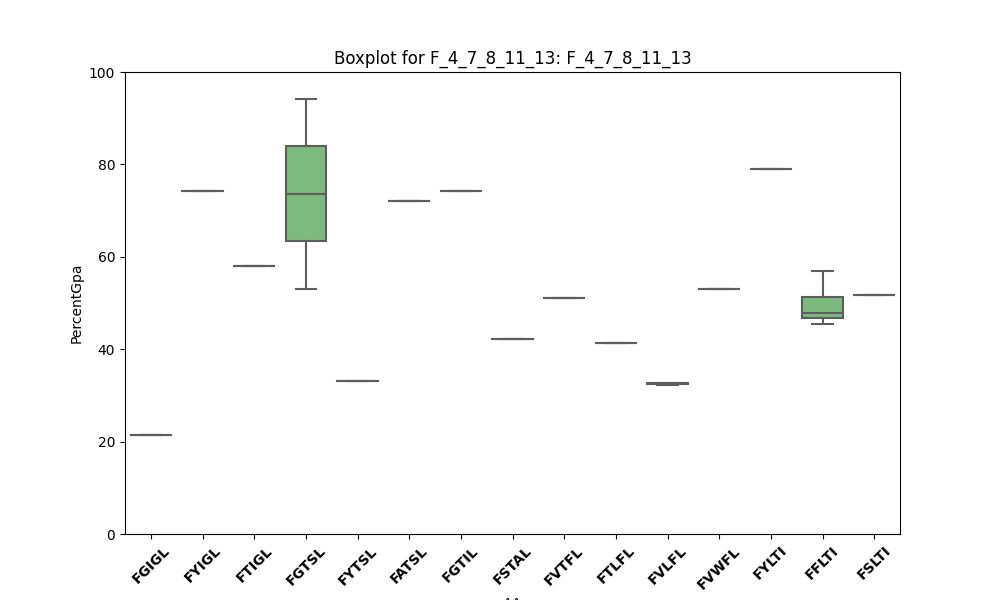 Boxplot for F_4_7_8_11_13: F_4_7_8_11_13
100
80
60
40
20
0
PercentGpa
FGIGL
FYIGL
FTIGL
FGTSL
FYTSL
FATSL
FGTIL
FSTAL
FVTFL
FTLFL
FVLFL
FVWFL
FYLTI
FFLTI
FSLTI